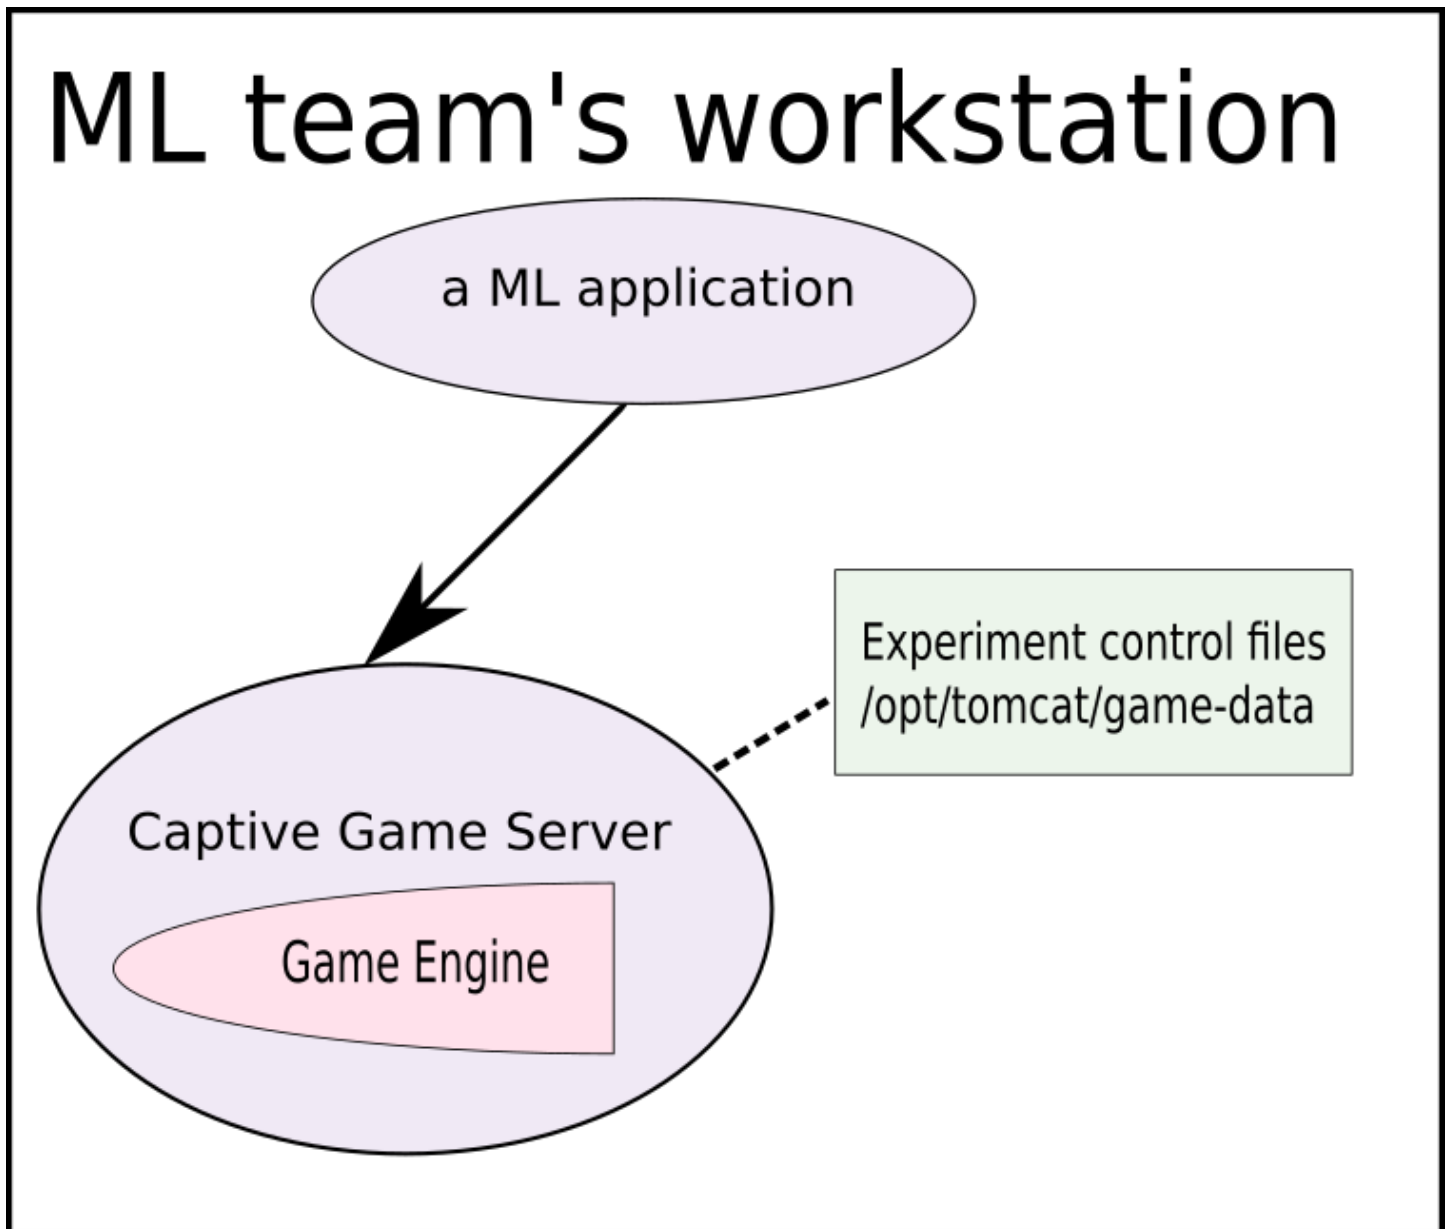 ML team's workstation
a ML application
Experiment control files
/opt/tomcat/game-data
Captive Game Server
Game Engine